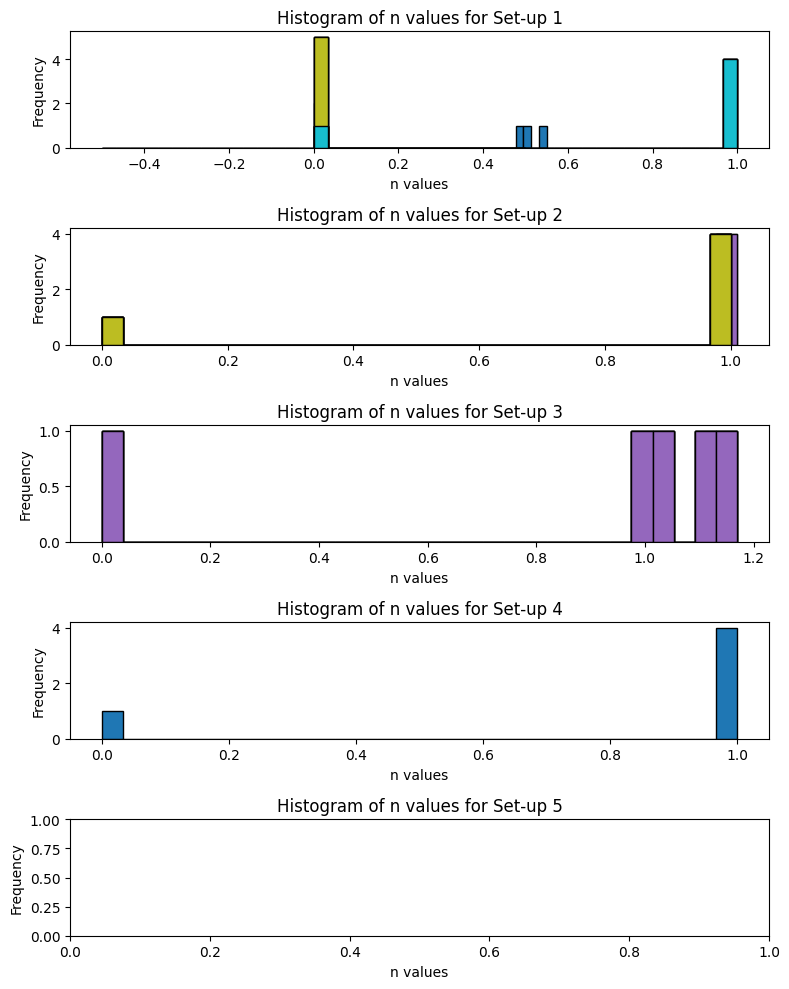 Histogram of n values for Set-up 1
Frequency
4
2
0
−0.4 −0.2 0.0 0.2 0.4 0.6 0.8 1.0
n values
Histogram of n values for Set-up 2
Frequency
4
2
0
0.0 0.2 0.4 0.6 0.8 1.0
n values
Histogram of n values for Set-up 3
Frequency
1.0
0.5
0.0
0.0 0.2 0.4 0.6 0.8 1.0 1.2
n values
Histogram of n values for Set-up 4
Frequency
4
2
0
0.0 0.2 0.4 0.6 0.8 1.0
n values
Histogram of n values for Set-up 5
Frequency
1.00
0.75
0.50
0.25
0.00
0.0 0.2 0.4 0.6 0.8 1.0
n values